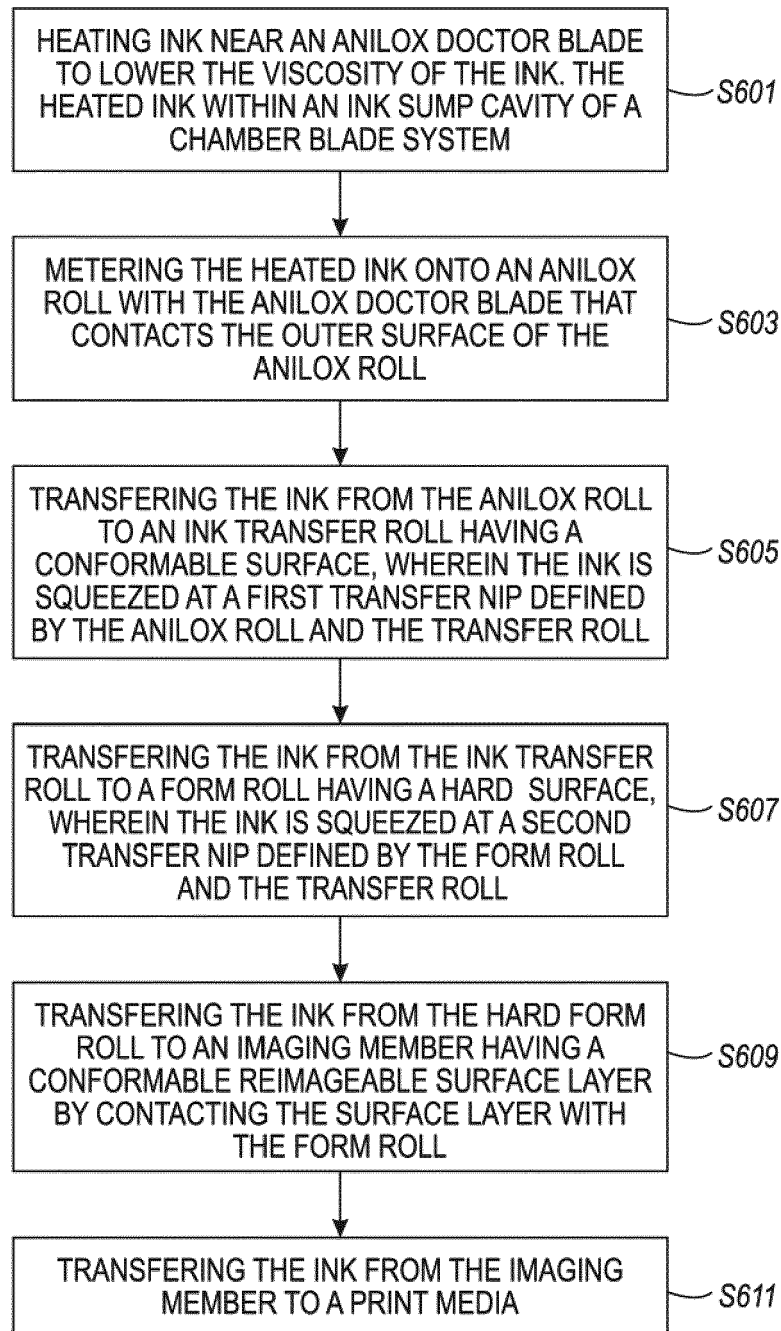 HEATING INK NEAR AN ANILOX DOCTOR BLADE
TO LOWER THE VISCOSITY OF THE INK. THE
HEATED INK WITHIN AN INK SUMP CAVITY OF A
CHAMBER BLADE SYSTEM
S601
METERING THE HEATED INK ONTO AN ANILOX
ROLL WITH THE ANILOX DOCTOR BLADE THAT
CONTACTS THE OUTER SURFACE OF THE
ANILOX ROLL
S603
TRANSFERING THE INK FROM THE ANILOX ROLL
TO AN INK TRANSFER ROLL HAVING A
CONFORMABLE SURFACE, WHEREIN THE INK IS
SQUEEZED AT A FIRST TRANSFER NIP DEFINED
BY THE ANILOX ROLL AND THE TRANSFER ROLL
S605
TRANSFERING THE INK FROM THE INK TRANSFER
ROLL TO A FORM ROLL HAVING A HARD SURFACE,
WHEREIN THE INK IS SQUEEZED AT A SECOND
TRANSFER NIP DEFINED BY THE FORM ROLL
AND THE TRANSFER ROLL
S607
TRANSFERING THE INK FROM THE HARD FORM
ROLL TO AN IMAGING MEMBER HAVING A
CONFORMABLE REIMAGEABLE SURFACE LAYER
BY CONTACTING THE SURFACE LAYER WITH
THE FORM ROLL
S609
TRANSFERING THE INK FROM THE IMAGING
MEMBER TO A PRINT MEDIA
S611